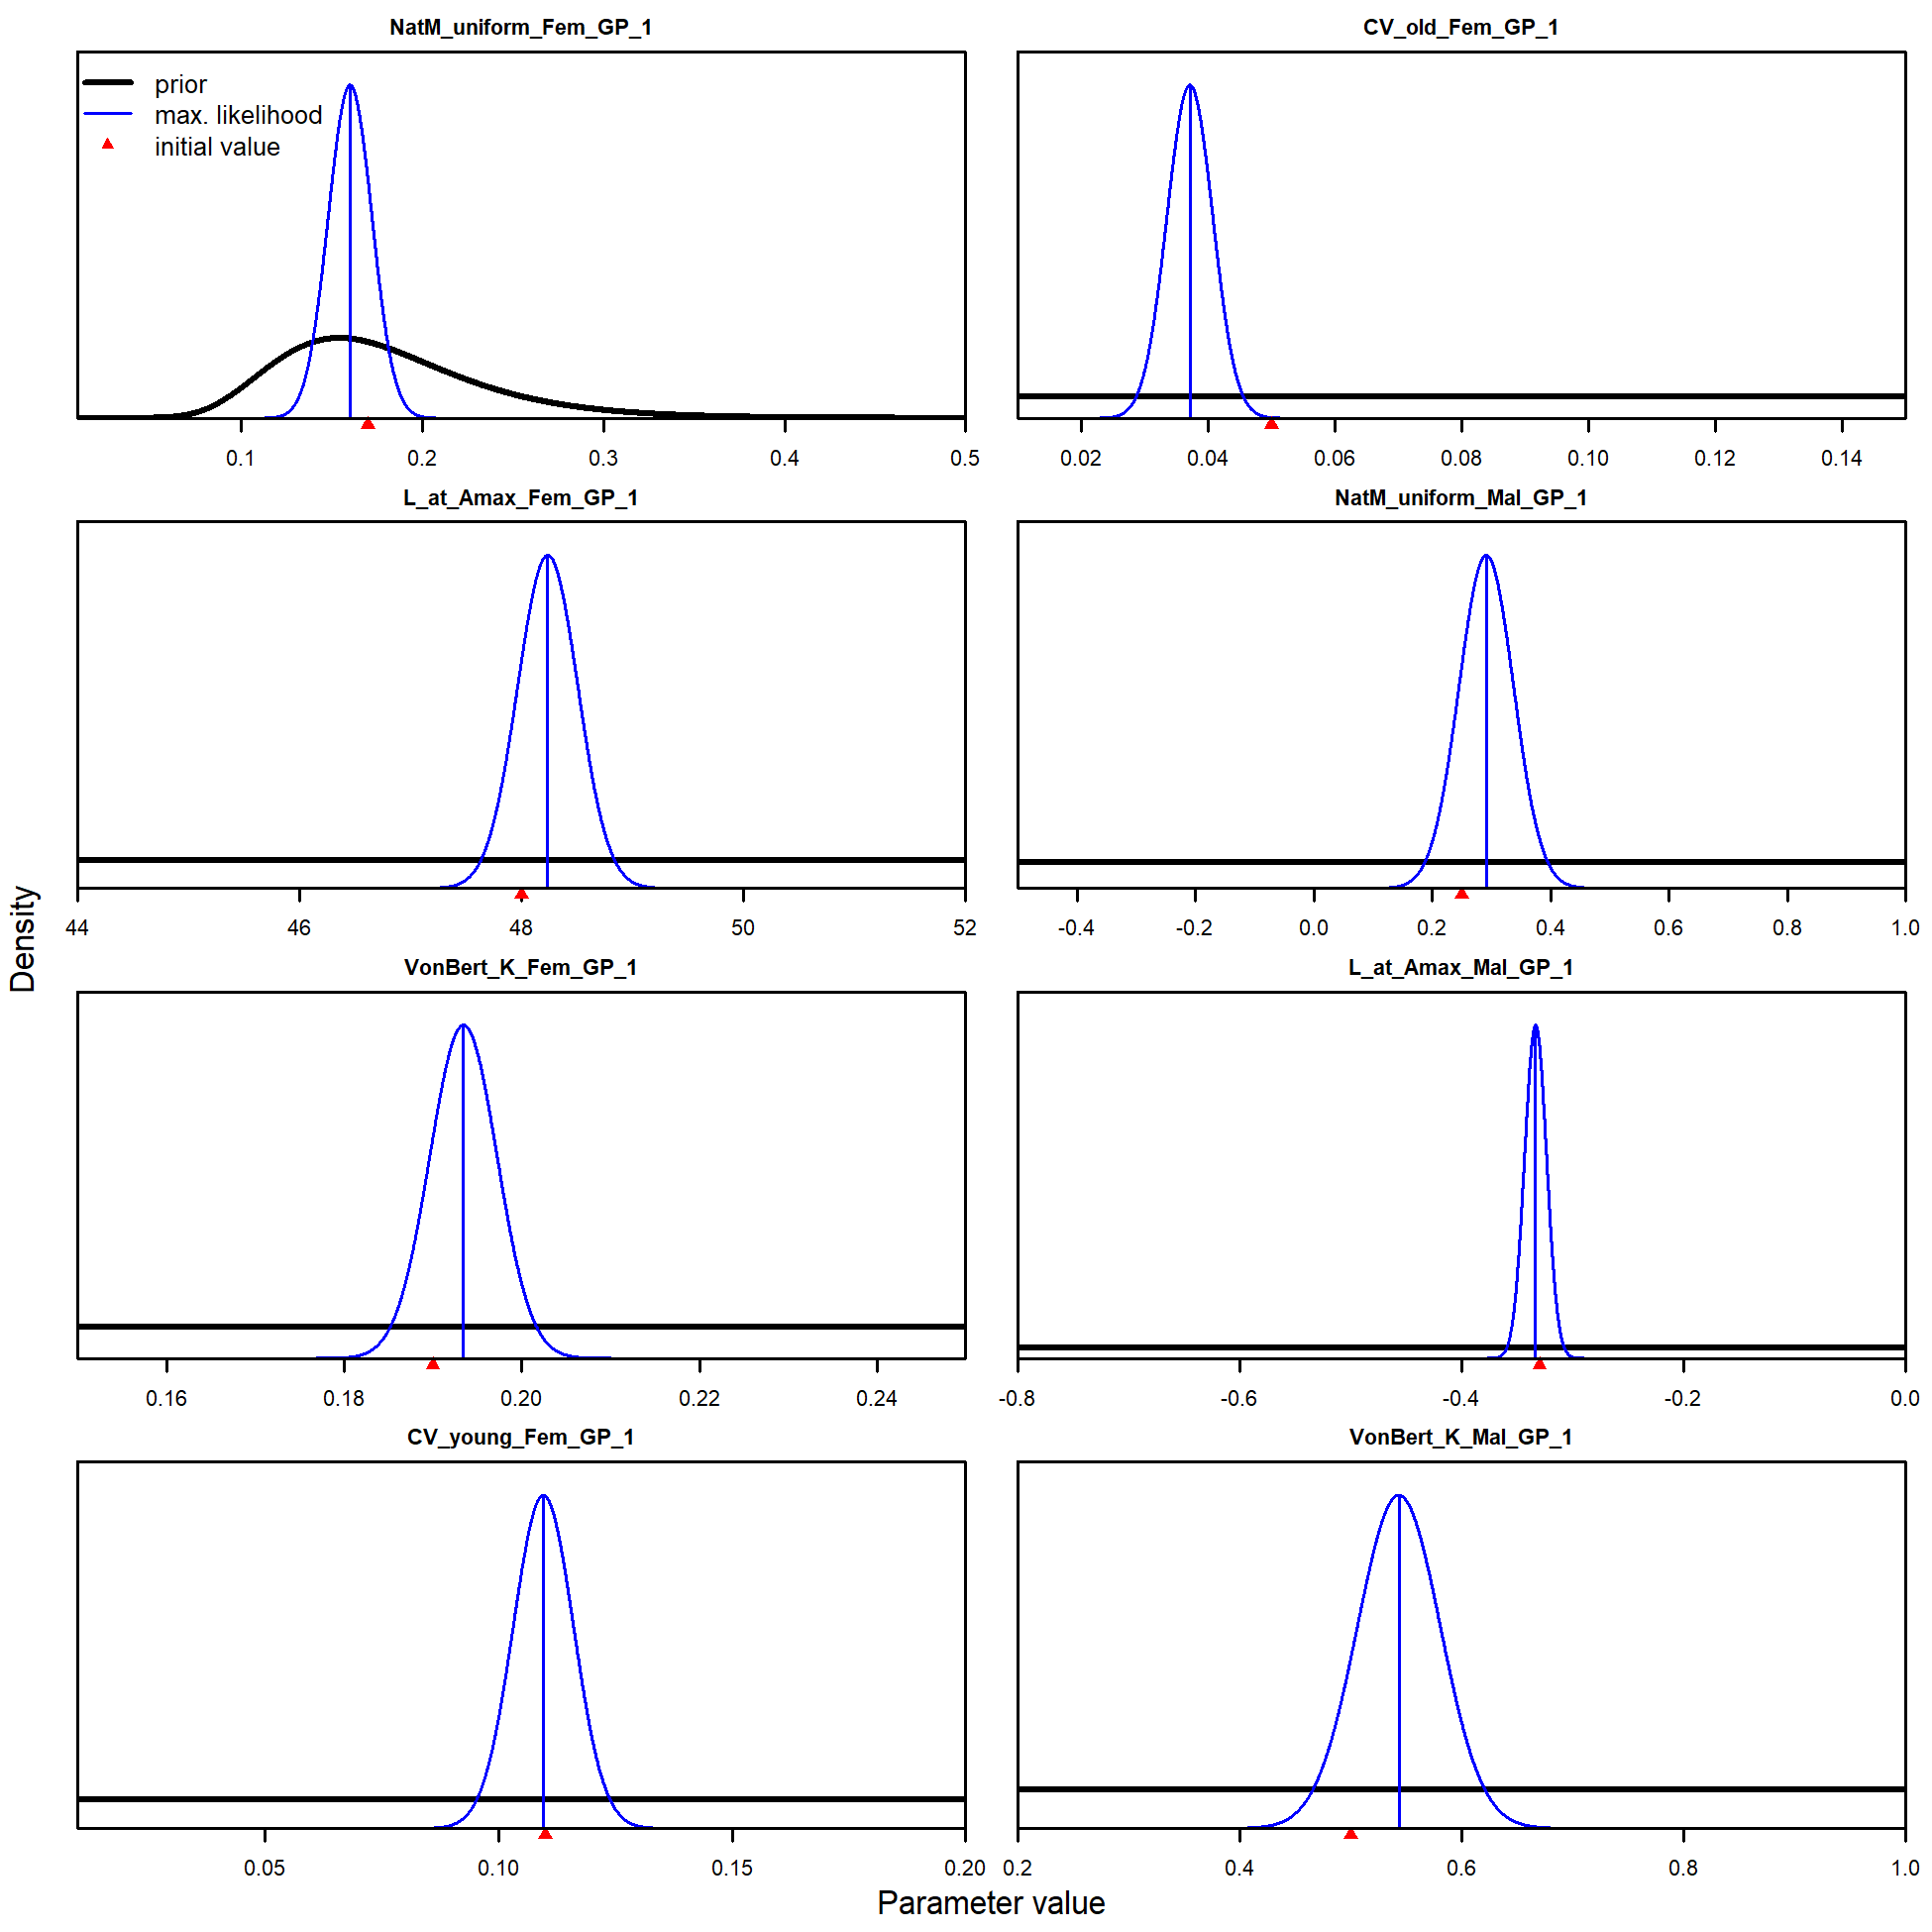 NatM_uniform_Fem_GP_1
prior
max. likelihood
initial value
0.1 0.2 0.3 0.4 0.5
CV_old_Fem_GP_1
0.02 0.04 0.06 0.08 0.10 0.12 0.14
L_at_Amax_Fem_GP_1
44 46 48 50 52
NatM_uniform_Mal_GP_1
-0.4 -0.2 0.0 0.2 0.4 0.6 0.8 1.0
VonBert_K_Fem_GP_1
0.16 0.18 0.20 0.22 0.24
L_at_Amax_Mal_GP_1
-0.8 -0.6 -0.4 -0.2 0.0
CV_young_Fem_GP_1
0.05 0.10 0.15 0.20
VonBert_K_Mal_GP_1
0.2 0.4 0.6 0.8 1.0
Density
Parameter value